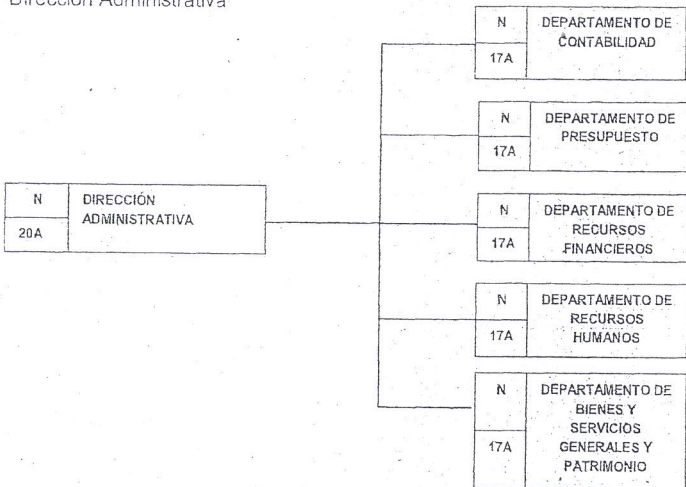 Dirección Administrativa
N
DEPARTAMENTO DE
CONTABILIDAD
17A
N
DEPARTAMENTO DE
PRESUPUESTO
17A
N
DIRECCIÓN
ADMINISTRATIVA
20A
N
DEPARTAMENTO DE
RECURSOS
FINANCIEROS
17A
N
DEPARTAMENTO DE
RECURSOS
HUMANOS
17A
N
DEPARTAMENTO DE
BIENES Y
SERVICIOS
GENERALES Y
PATRIMONIO
17A